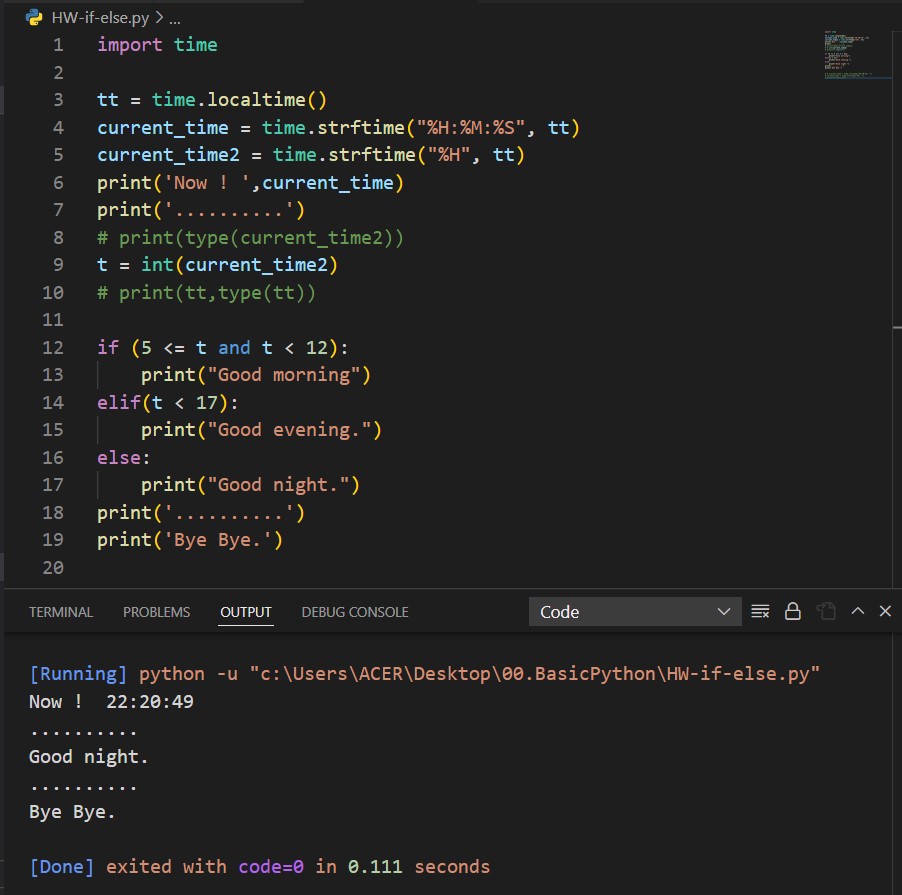 HW-if-else.py > ...
1 import time
2
3 tt = time.localtime()
4 current_time = time.strftime("%H:%M:%S", tt)
5 current_time2 = time.strftime("%H", tt)
6 print('Now ! ',current_time)
7 print('..........')
8 # print(type(current_time2))
9 t = int(current_time2)
10 # print(tt,type(tt))
11
12 if (5 <= t and t < 12):
13     print("Good morning")
14 elif(t < 17):
15     print("Good evening.")
16 else:
17     print("Good night.")
18 print('..........')
19 print('Bye Bye.')
20
TERMINAL PROBLEMS OUTPUT DEBUG CONSOLE Code
[Running] python -u "c:\Users\ACER\Desktop\00.BasicPython\HW-if-else.py"
Now !  22:20:49
..........
Good night.
..........
Bye Bye.
[Done] exited with code=0 in 0.111 seconds